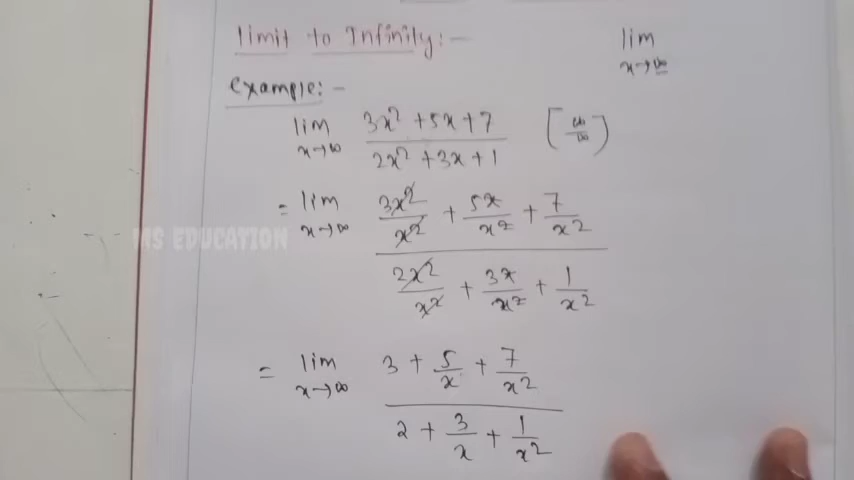 Limit to Infinity:-
lim x→∞
example:-
lim x→∞ (3x² + 5x + 7)/(2x² + 3x + 1) [∞/∞)
= lim x→∞ (3x²/x² + 5x/x² + 7/x²)/(2x²/x² + 3x/x² + 1/x²)
MS EDUCATION
= lim x→∞ (3 + 5/x + 7/x²)/(2 + 3/x + 1/x²)